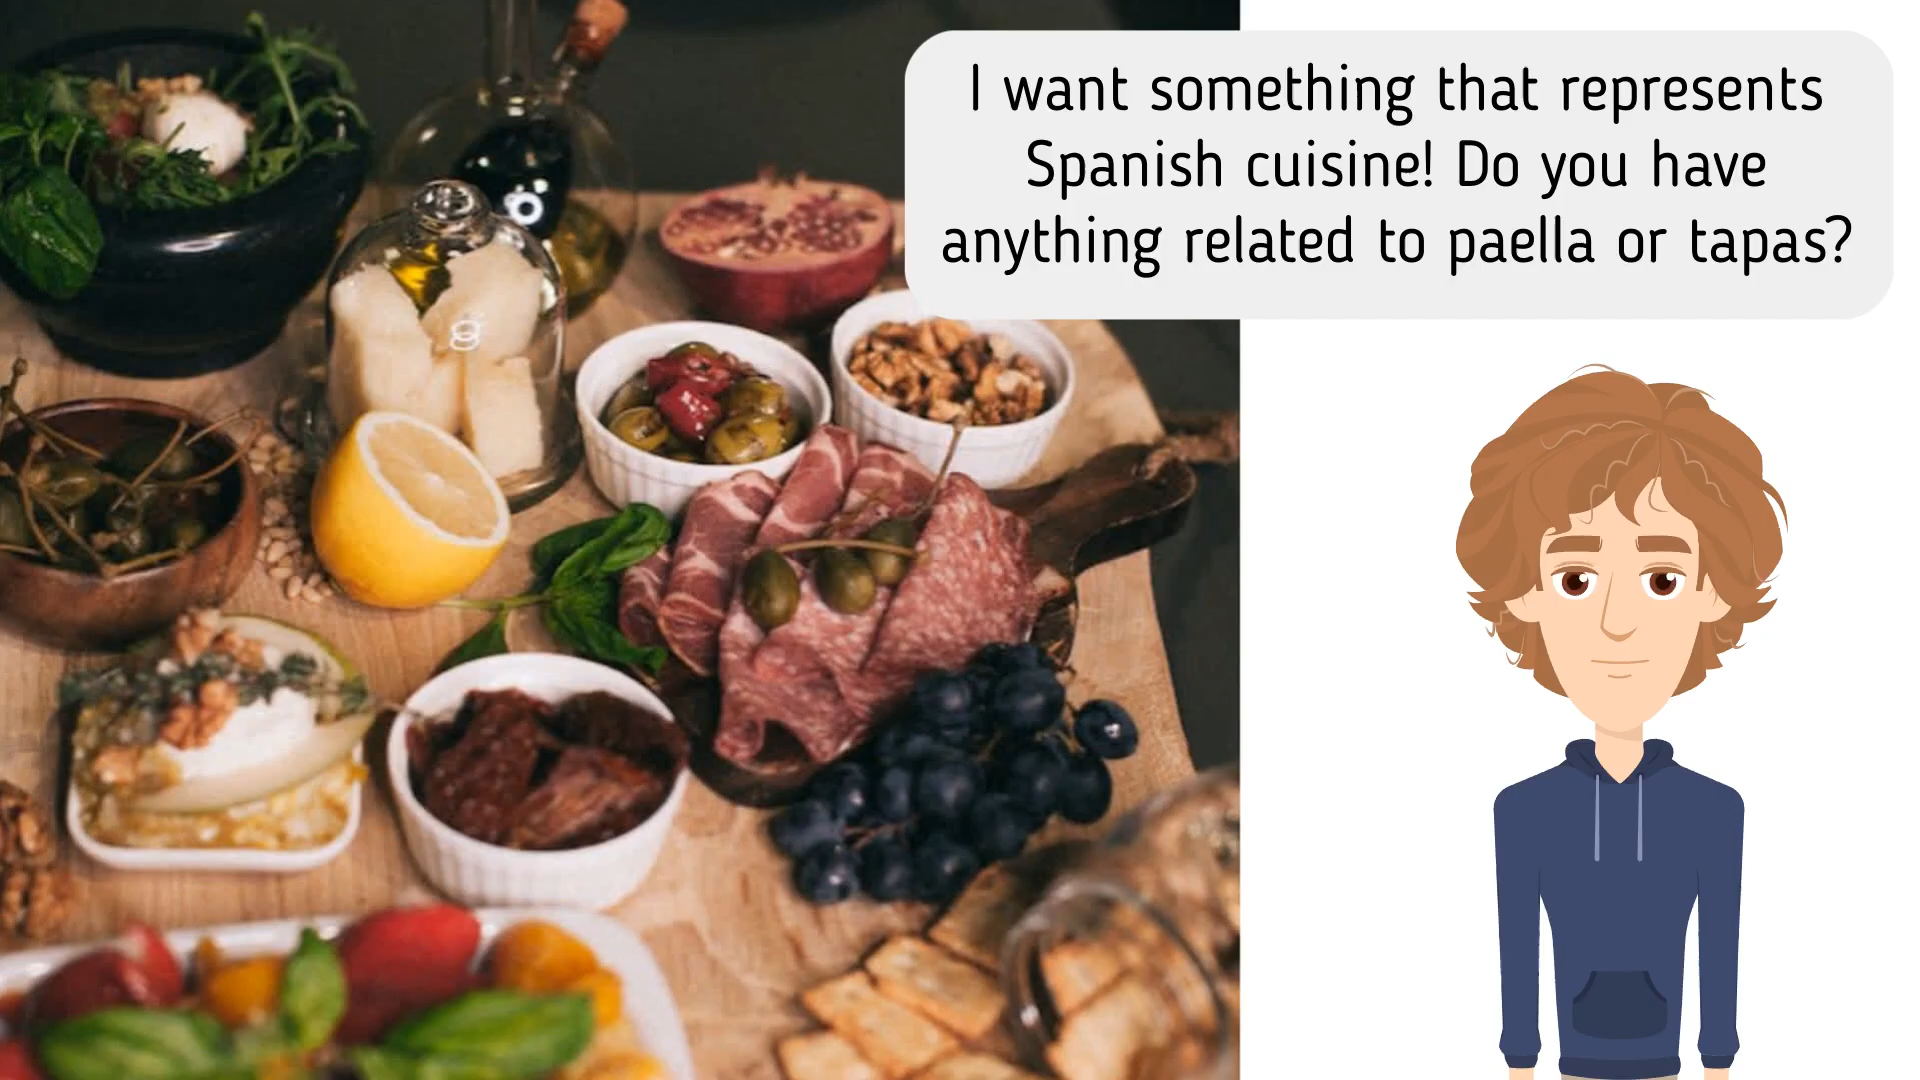 I want something that represents
Spanish cuisine! Do you have
anything related to paella or tapas?